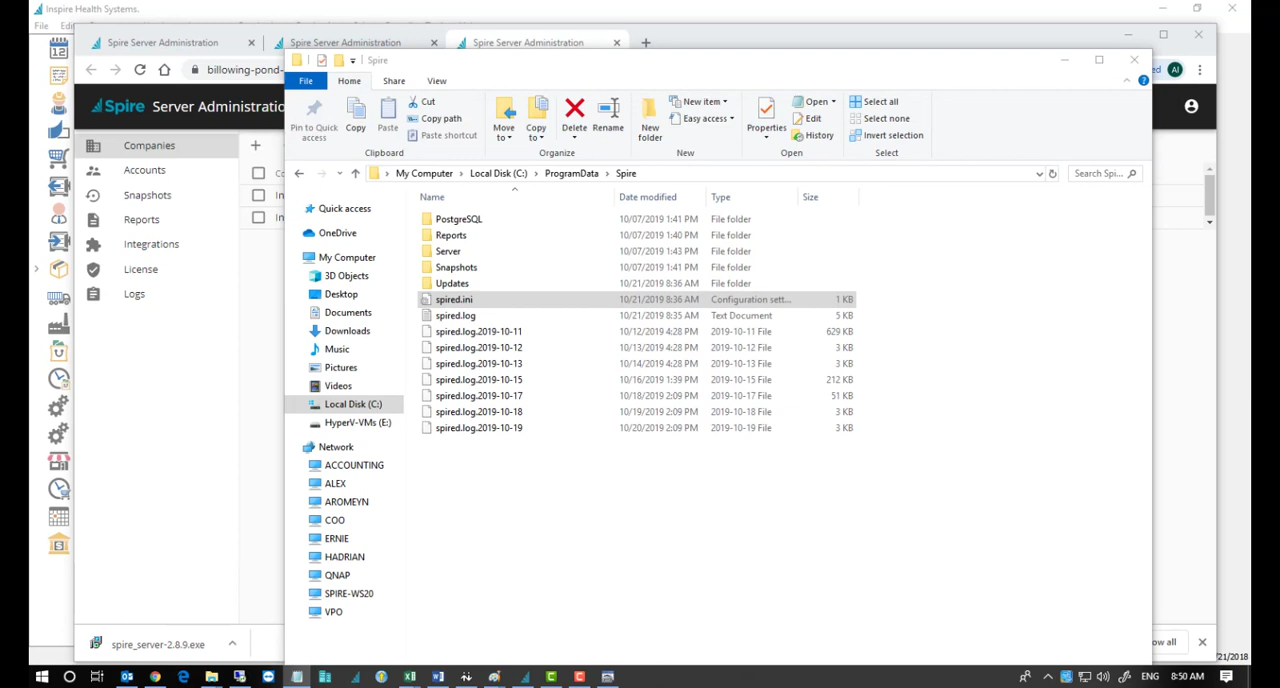 Inspire Health Systems.
File Edi
Spire Server Administration
Spire Server Administration
Spire Server Administration
billowing-pond-
AI
Spire Server Administratio
Companies
Accounts
Snapshots
Reports
Integrations
License
Logs
spire_server-2.8.9.exe
Spire
File Home Share View
Pin to Quick access
Copy
Paste
Cut
Copy path
Paste shortcut
Clipboard
Move to
Copy to
Delete
Rename
Organize
New folder
New item
Easy access
New
Properties
Open
Edit
History
Open
Select all
Select none
Invert selection
Select
My Computer Local Disk (C:) ProgramData Spire
Search Spi...
Name Date modified Type Size
PostgreSQL 10/07/2019 1:41 PM File folder
Reports 10/07/2019 1:40 PM File folder
Server 10/07/2019 1:43 PM File folder
Snapshots 10/07/2019 1:41 PM File folder
Updates 10/21/2019 8:36 AM File folder
spired.ini 10/21/2019 8:36 AM Configuration sett... 1 KB
spired.log 10/21/2019 8:35 AM Text Document 5 KB
spired.log.2019-10-11 10/12/2019 4:28 PM 2019-10-11 File 629 KB
spired.log.2019-10-12 10/13/2019 4:28 PM 2019-10-12 File 3 KB
spired.log.2019-10-13 10/14/2019 4:28 PM 2019-10-13 File 3 KB
spired.log.2019-10-15 10/16/2019 1:39 PM 2019-10-15 File 212 KB
spired.log.2019-10-17 10/18/2019 2:09 PM 2019-10-17 File 51 KB
spired.log.2019-10-18 10/19/2019 2:09 PM 2019-10-18 File 3 KB
spired.log.2019-10-19 10/20/2019 2:09 PM 2019-10-19 File 3 KB
Quick access
OneDrive
My Computer
3D Objects
Desktop
Documents
Downloads
Music
Pictures
Videos
Local Disk (C:)
HyperV-VMs (E:)
Network
ACCOUNTING
ALEX
AROMEYN
COO
ERNIE
HADRIAN
QNAP
SPIRE-WS20
VPO
ow all
/21/2018
ENG 8:50 AM